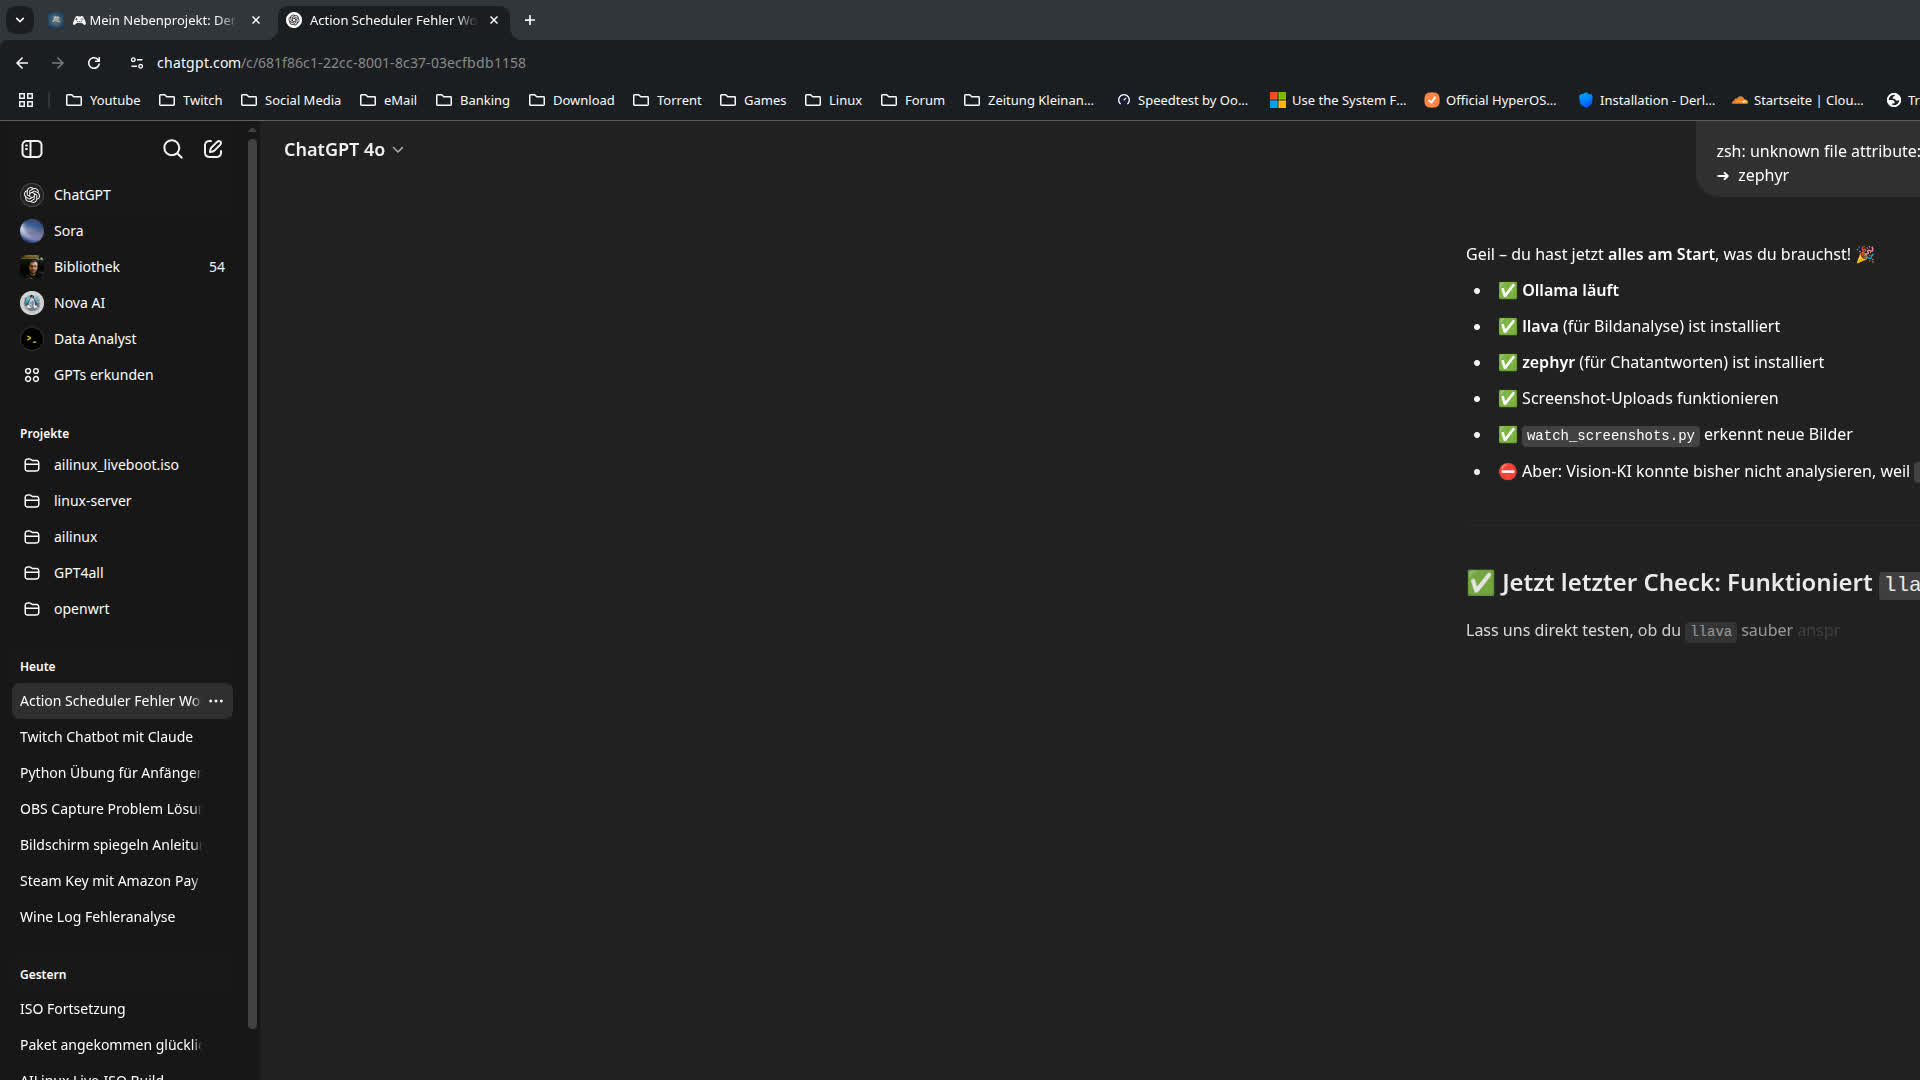 🎮 Mein Nebenprojekt: Der
Action Scheduler Fehler Wo
chatgpt.com/c/681f86c1-22cc-8001-8c37-03ecfbdb1158
Youtube
Twitch
Social Media
eMail
Banking
Download
Torrent
Games
Linux
Forum
Zeitung Kleinan...
Speedtest by Oo...
Use the System F...
Official HyperOS...
Installation - Derl...
Startseite | Clou...
Tr
ChatGPT
Sora
Bibliothek 54
Nova AI
Data Analyst
GPTs erkunden
Projekte
ailinux_liveboot.iso
linux-server
ailinux
GPT4all
openwrt
Heute
Action Scheduler Fehler Wo ...
Twitch Chatbot mit Claude
Python Übung für Anfänger
OBS Capture Problem Lösu
Bildschirm spiegeln Anleitu
Steam Key mit Amazon Pay
Wine Log Fehleranalyse
Gestern
ISO Fortsetzung
Paket angekommen glückli
AILinux Live ISO Build
ChatGPT 4o
zsh: unknown file attribute:
➜ zephyr
Geil – du hast jetzt alles am Start, was du brauchst! 🎉
• ✅ Ollama läuft
• ✅ llava (für Bildanalyse) ist installiert
• ✅ zephyr (für Chatantworten) ist installiert
• ✅ Screenshot-Uploads funktionieren
• ✅ watch_screenshots.py erkennt neue Bilder
• ⛔ Aber: Vision-KI konnte bisher nicht analysieren, weil
✅ Jetzt letzter Check: Funktioniert lla
Lass uns direkt testen, ob du llava sauber anspr